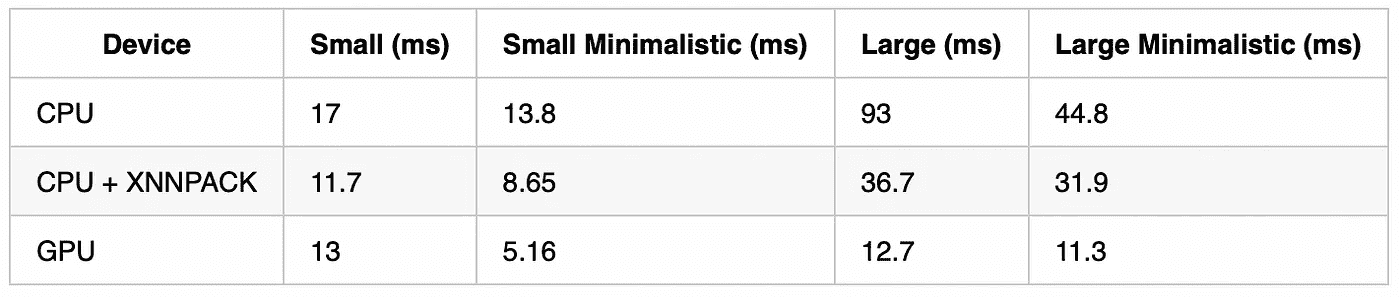 Device Small (ms) Small Minimalistic (ms) Large (ms) Large Minimalistic (ms)
CPU 17 13.8 93 44.8
CPU + XNNPACK 11.7 8.65 36.7 31.9
GPU 13 5.16 12.7 11.3